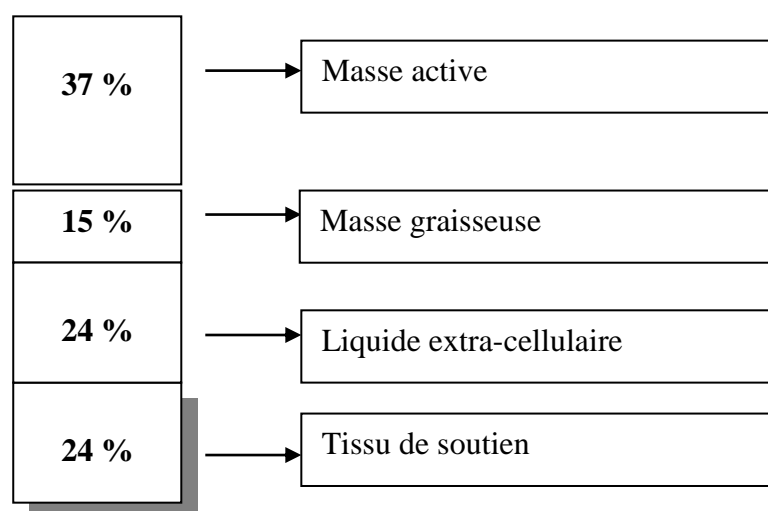 37 %
Masse active
15 %
Masse graisseuse
24 %
Liquide extra-cellulaire
24 %
Tissu de soutien